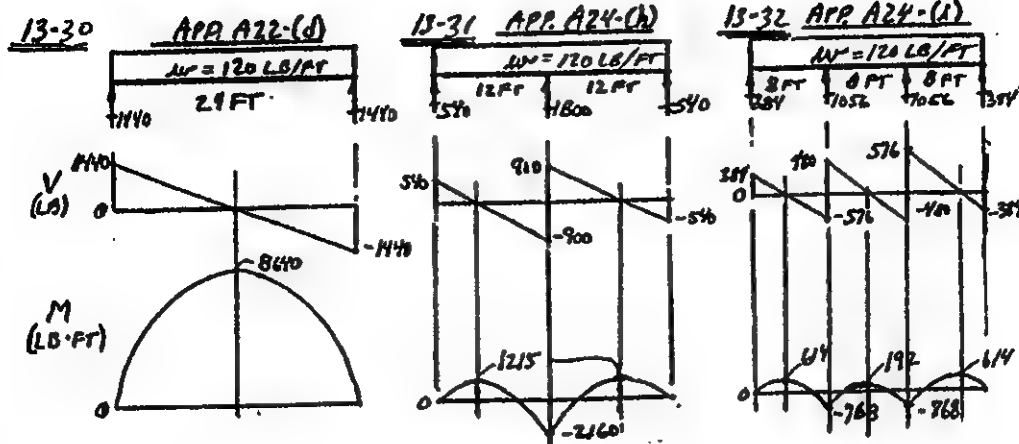 13-30 APP. A22-(d)
W = 120 LB/FT
24 FT
1440 1440
V
(LB)
1440
0
-1440
8640
M
(LB·FT)
0
13-31 APP. A24-(h)
W = 120 LB/FT
12 FT 12 FT
540 1800 540
540
900
-900
-540
1215
0
-2160
13-32 APP. A24-(i)
W = 120 LB/FT
8 FT 8 FT 8 FT
384 1056 1056 384
384
0
480
576
-576
-480
-384
614
192
614
0
-768
-768